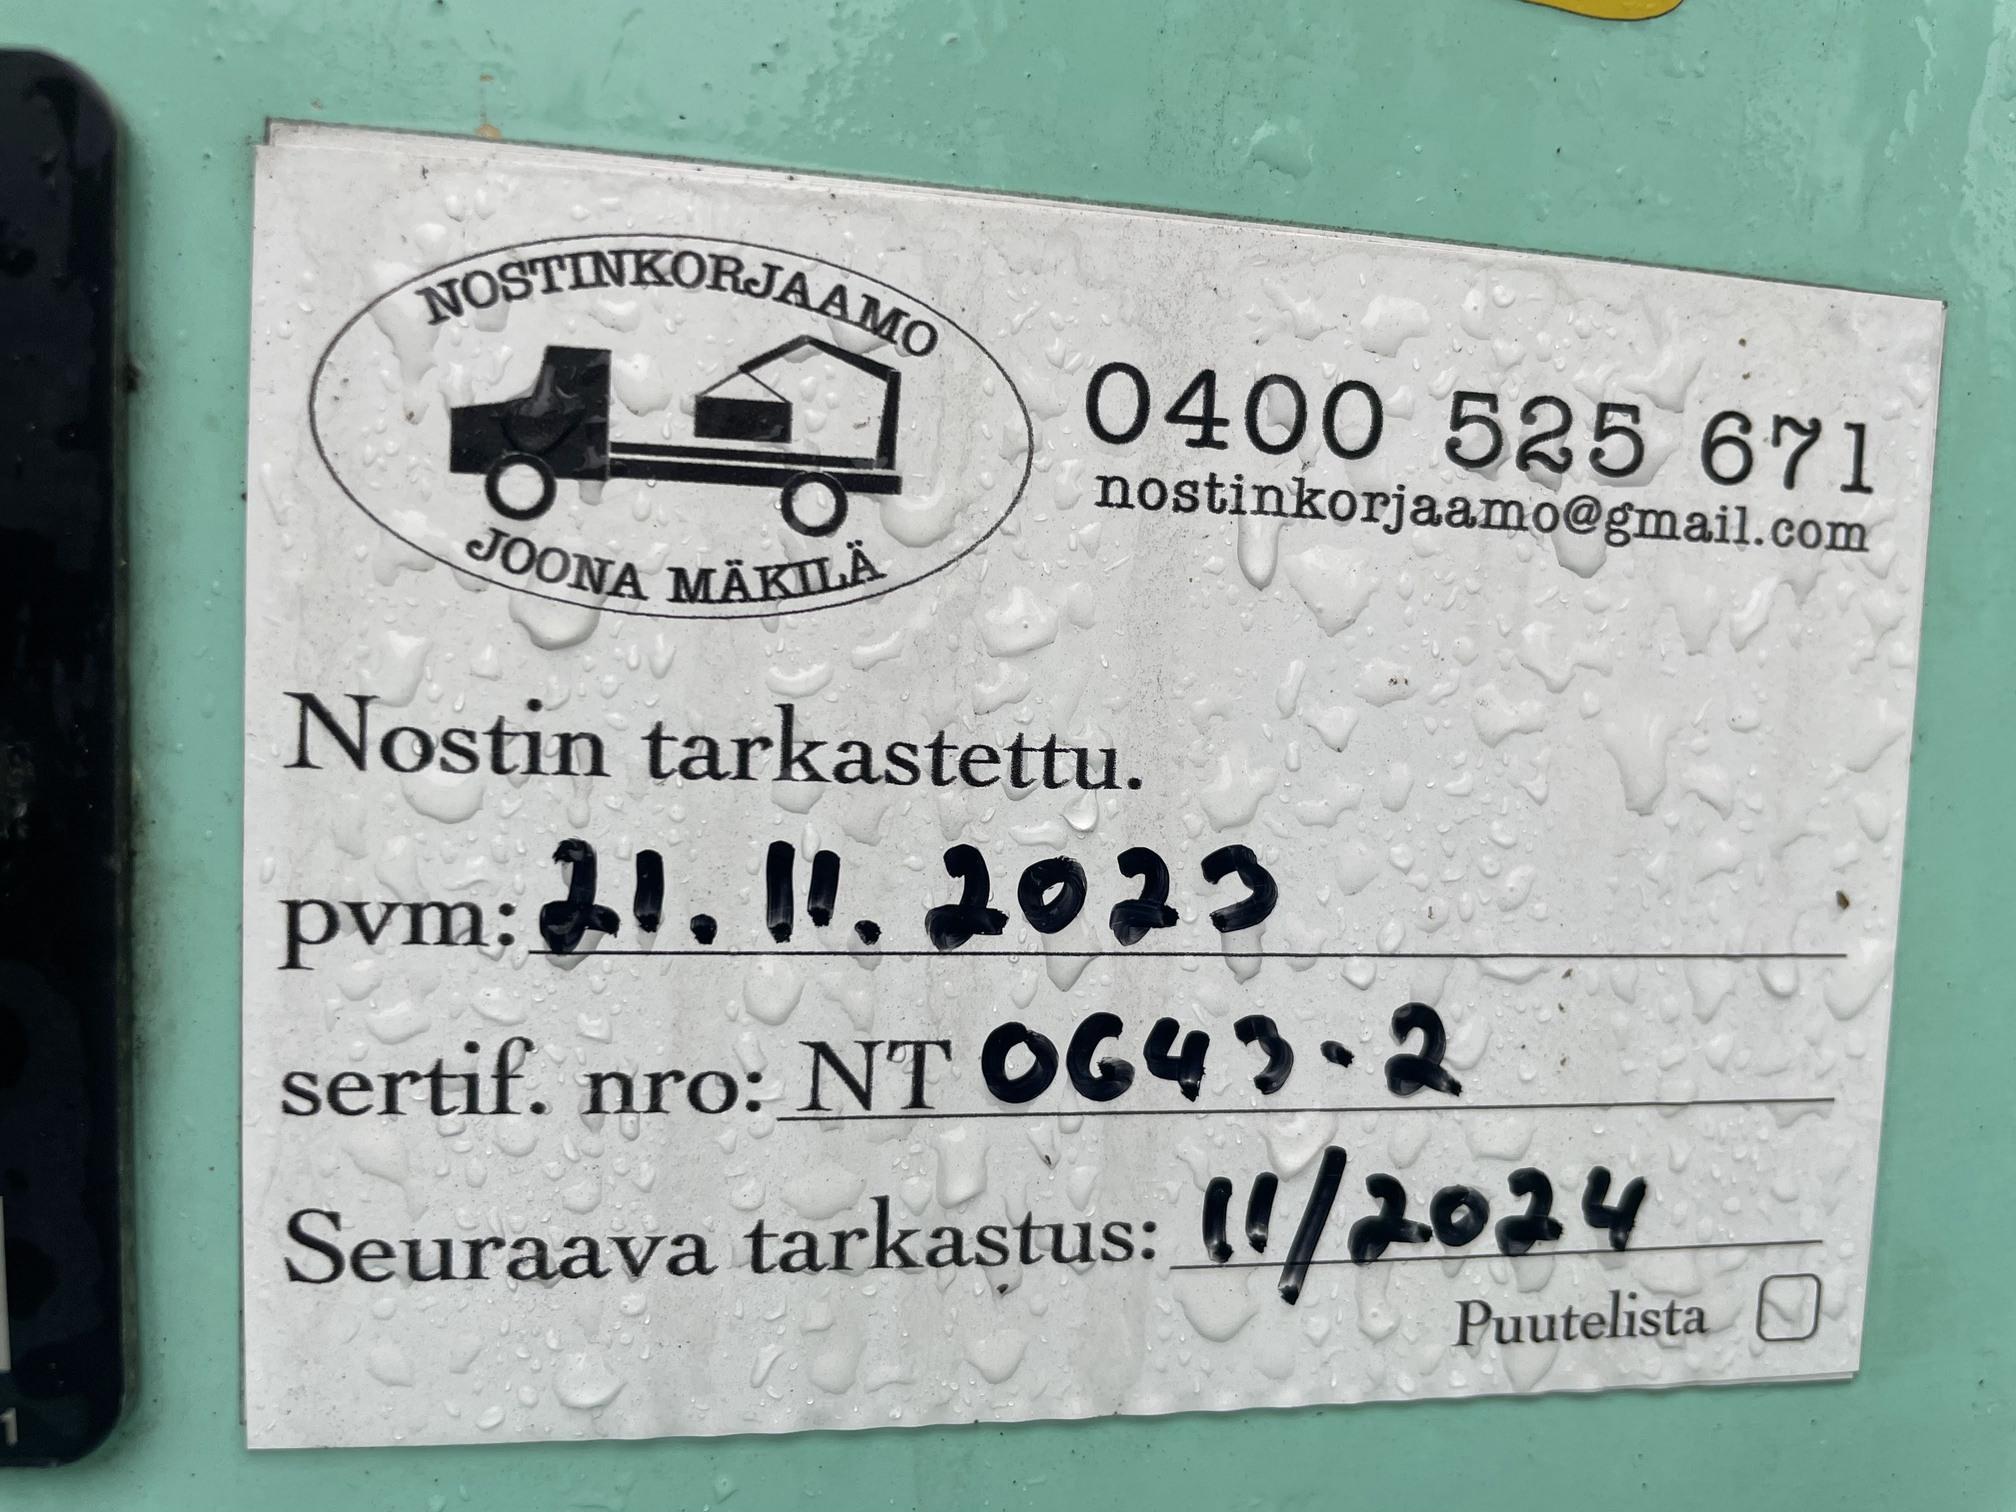 NOSTINKORJAAMO
JOONA MÄKILÄ
0400 525 671
nostinkorjaamo@gmail.com
Nostin tarkastettu.
pvm: 21.11.2023
sertif. nro: NT 0643-2
Seuraava tarkastus: 11/2024
Puutelista
1